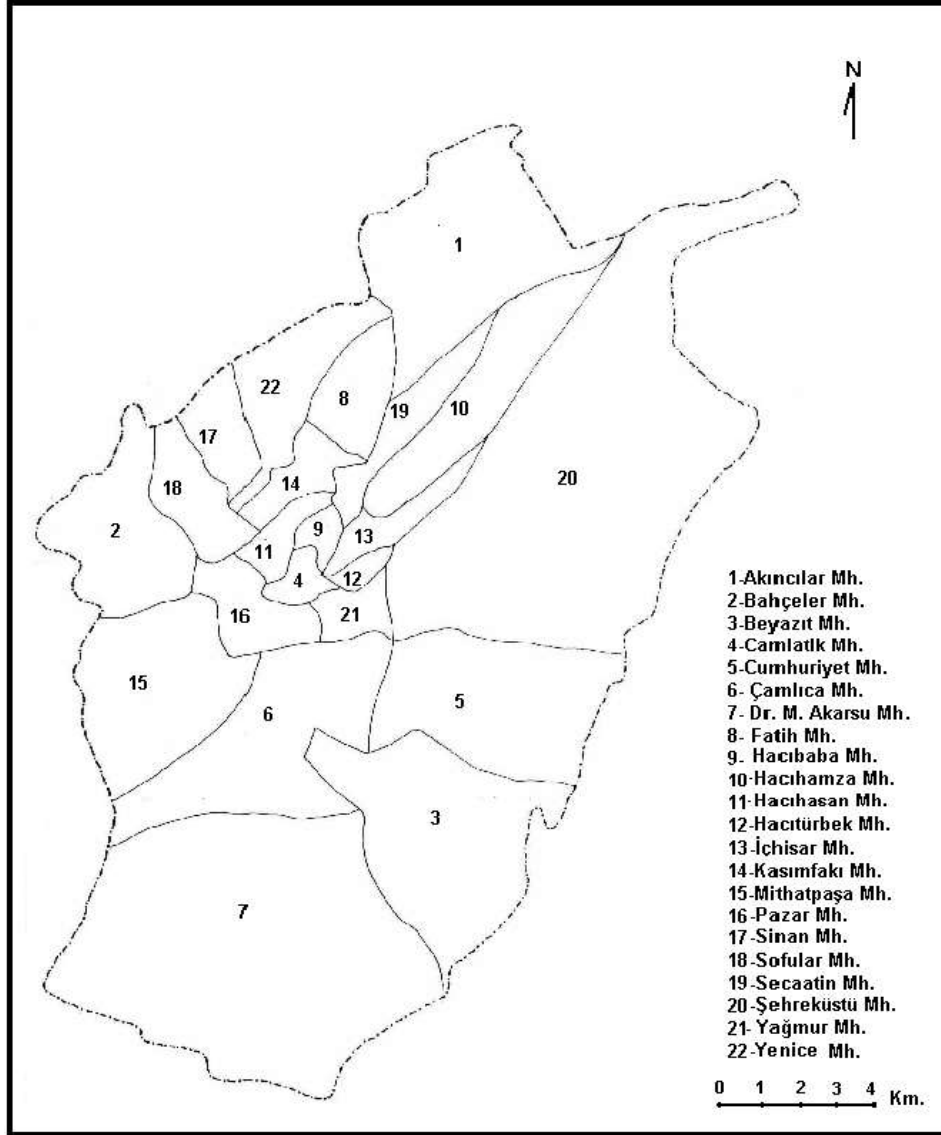 N
1
22
8
19
10
17
20
14
18
2
9
13
11
4
12
16
21
15
6
5
3
7
1-Akıncılar Mh.
2-Bahçeler Mh.
3-Beyazıt Mh.
4-Camlatik Mh.
5-Cumhuriyet Mh.
6- Çamlıca Mh.
7- Dr. M. Akarsu Mh.
8- Fatih Mh.
9- Hacıbaba Mh.
10-Hacıhamza Mh.
11-Hacıhasan Mh.
12-Hacıtürbek Mh.
13-İçhisar Mh.
14-Kasımfakı Mh.
15-Mithatpaşa Mh.
16-Pazar Mh.
17-Sinan Mh.
18-Sofular Mh.
19-Secaatin Mh.
20-Şehreküstü Mh.
21- Yağmur Mh.
22-Yenice Mh.
0 1 2 3 4 Km.